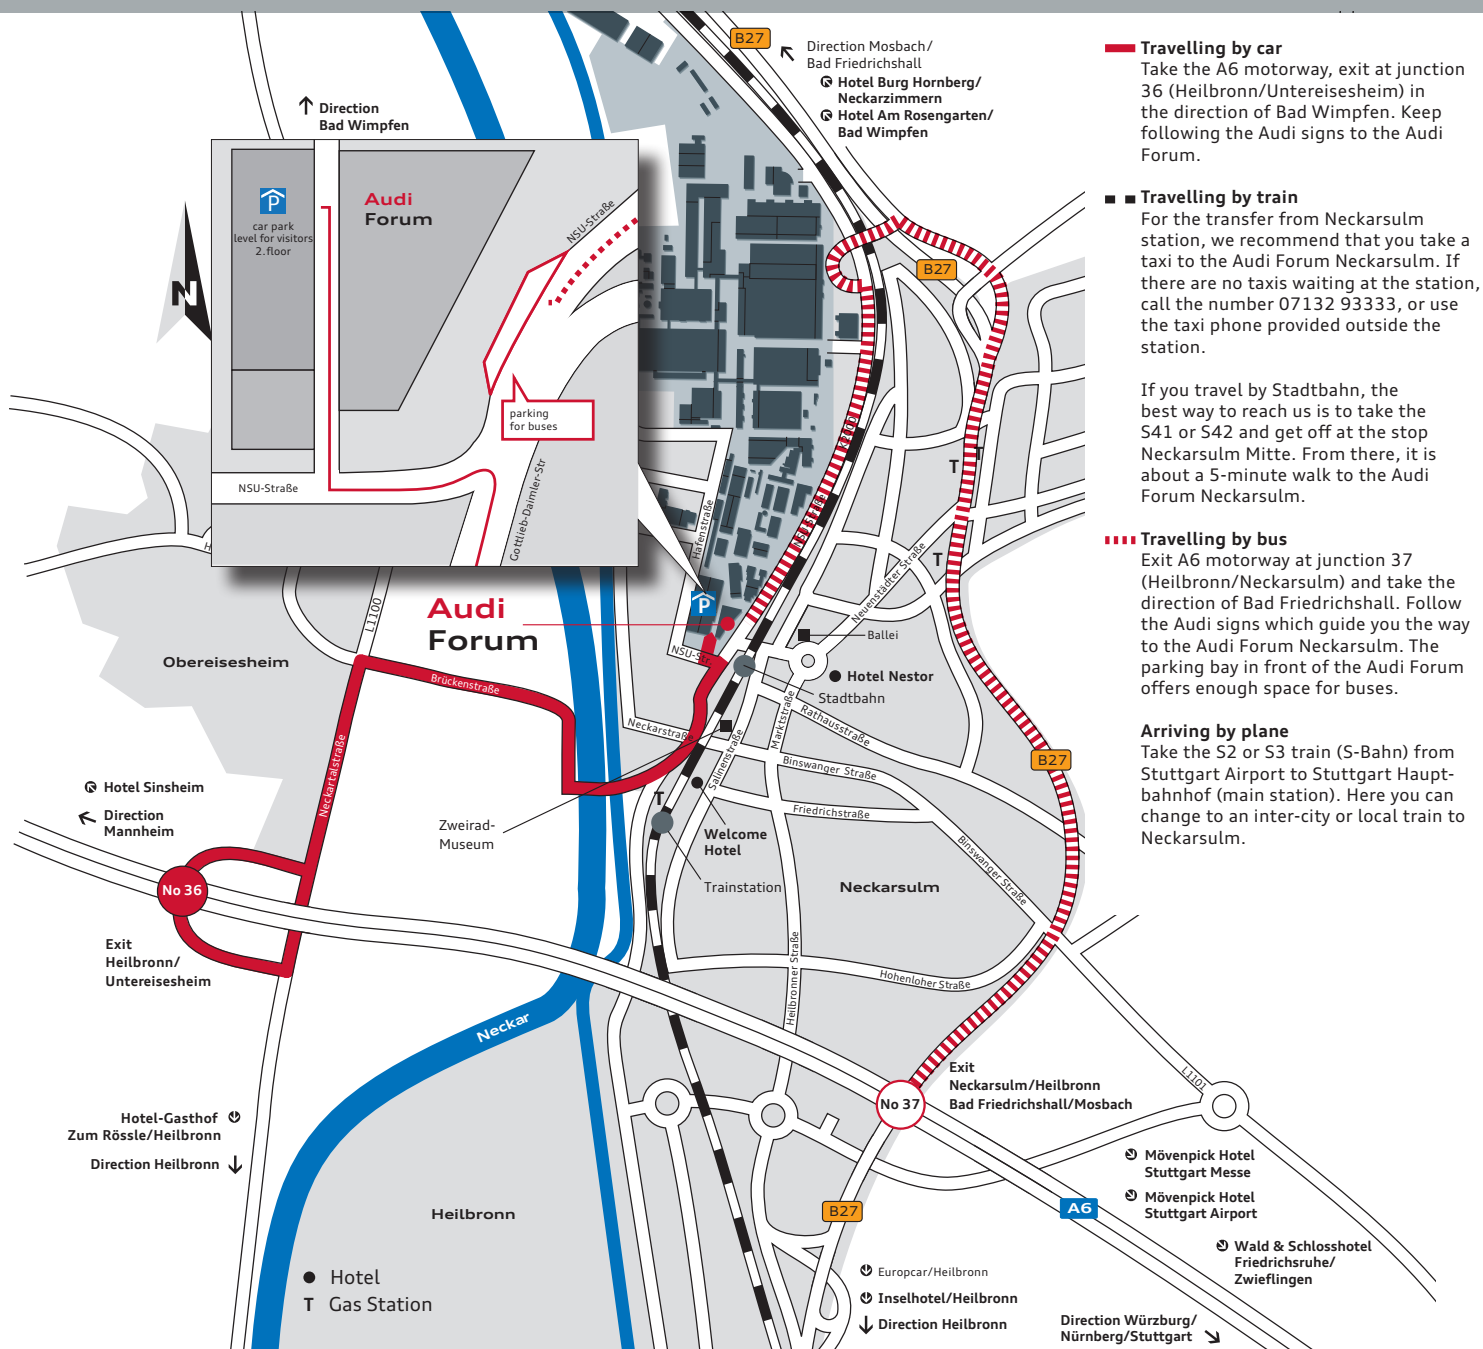 B27
Direction Mosbach/
Bad Friedrichshall
Hotel Burg Hornberg/
Neckarzimmern
Hotel Am Rosengarten/
Bad Wimpfen
Direction
Bad Wimpfen
P
car park
level for visitors
2.floor
Audi
Forum
NSU-Straße
parking
for buses
NSU-Straße
Gottlieb-Daimler-Str
N
B27
T
T
T
Hafenstraße
NSU-Straße
Neuenstädter Straße
P
Audi
Forum
L1100
Obereisesheim
Brückenstraße
NSU-Str.
Ballei
Hotel Nestor
Stadtbahn
Neckarstraße
Marktstraße
Rathausstraße
Salinenstraße
Binswanger Straße
B27
Neckartalstraße
Hotel Sinsheim
Direction
Mannheim
Zweirad-
Museum
T
Friedrichstraße
Welcome
Hotel
Binswanger Straße
Trainstation
Neckarsulm
No 36
Exit
Heilbronn/
Untereisesheim
Heilbronner Straße
Hohenloher Straße
Neckar
Exit
Neckarsulm/Heilbronn
Bad Friedrichshall/Mosbach
No 37
L1101
Hotel-Gasthof
Zum Rössle/Heilbronn
Direction Heilbronn
Mövenpick Hotel
Stuttgart Messe
Mövenpick Hotel
Stuttgart Airport
B27
A6
Heilbronn
Wald & Schlosshotel
Friedrichsruhe/
Zwieflingen
Hotel
T Gas Station
Europcar/Heilbronn
Inselhotel/Heilbronn
Direction Heilbronn
Direction Würzburg/
Nürnberg/Stuttgart
Travelling by car
Take the A6 motorway, exit at junction
36 (Heilbronn/Untereisesheim) in
the direction of Bad Wimpfen. Keep
following the Audi signs to the Audi
Forum.
Travelling by train
For the transfer from Neckarsulm
station, we recommend that you take a
taxi to the Audi Forum Neckarsulm. If
there are no taxis waiting at the station,
call the number 07132 93333, or use
the taxi phone provided outside the
station.
If you travel by Stadtbahn, the
best way to reach us is to take the
S41 or S42 and get off at the stop
Neckarsulm Mitte. From there, it is
about a 5-minute walk to the Audi
Forum Neckarsulm.
Travelling by bus
Exit A6 motorway at junction 37
(Heilbronn/Neckarsulm) and take the
direction of Bad Friedrichshall. Follow
the Audi signs which guide you the way
to the Audi Forum Neckarsulm. The
parking bay in front of the Audi Forum
offers enough space for buses.
Arriving by plane
Take the S2 or S3 train (S-Bahn) from
Stuttgart Airport to Stuttgart Haupt-
bahnhof (main station). Here you can
change to an inter-city or local train to
Neckarsulm.